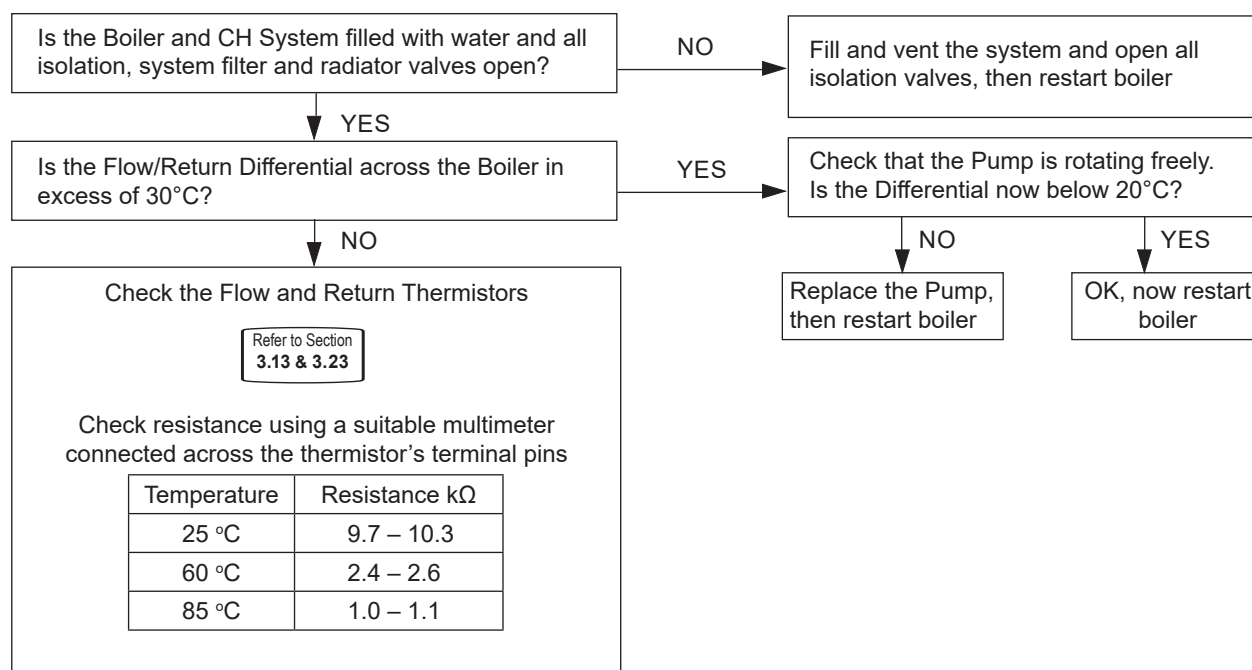 Is the Boiler and CH System filled with water and all
isolation, system filter and radiator valves open?
NO
Fill and vent the system and open all
isolation valves, then restart boiler
YES
Is the Flow/Return Differential across the Boiler in
excess of 30°C?
YES
Check that the Pump is rotating freely.
Is the Differential now below 20°C?
NO
NO
YES
Replace the Pump,
then restart boiler
OK, now restart
boiler
Check the Flow and Return Thermistors
Refer to Section
3.13 & 3.23
Check resistance using a suitable multimeter
connected across the thermistor’s terminal pins
Temperature Resistance kΩ
25 ºC 9.7 – 10.3
60 ºC 2.4 – 2.6
85 ºC 1.0 – 1.1